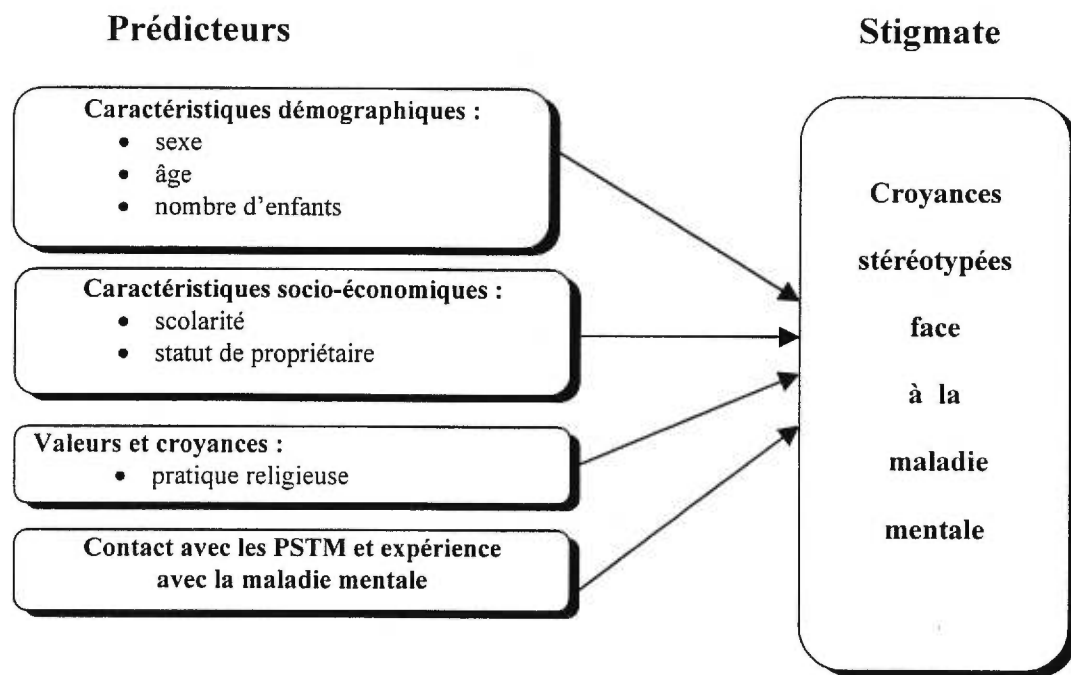 Prédicteurs
Stigmate
Caractéristiques démographiques :
• sexe
• âge
• nombre d'enfants
Caractéristiques socio-économiques :
• scolarité
• statut de propriétaire
Valeurs et croyances :
• pratique religieuse
Contact avec les PSTM et expérience
avec la maladie mentale
Croyances
stéréotypées
face
à la
maladie
mentale